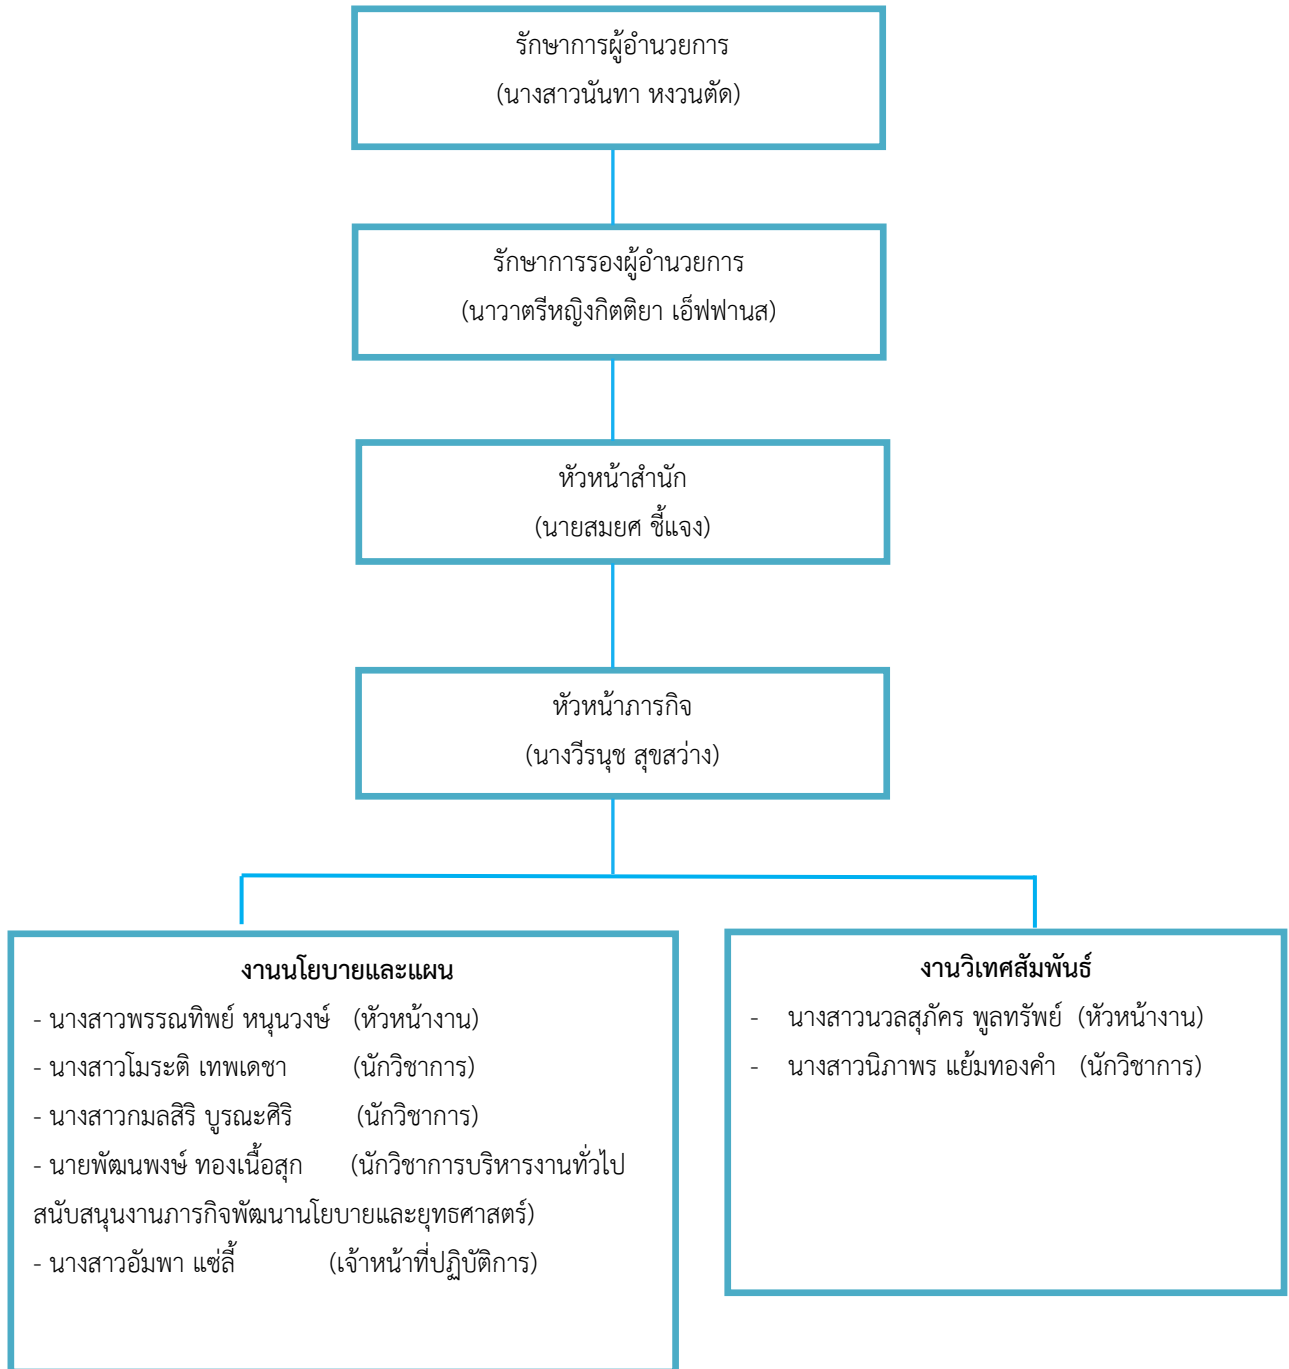 รักษาการผู้อำนวยการ
(นางสาวนันทา หงวนตัด)
รักษาการรองผู้อำนวยการ
(นาวาตรีหญิงกิตติยา เอ็ฟฟานส)
หัวหน้าสำนัก
(นายสมยศ ชี้แจง)
หัวหน้าภารกิจ
(นางวีรนุช สุขสว่าง)
งานนโยบายและแผน
- นางสาวพรรณทิพย์ หนุนวงษ์ (หัวหน้างาน)
- นางสาวโมระติ เทพเดชา (นักวิชาการ)
- นางสาวกมลสิริ บูรณะศิริ (นักวิชาการ)
- นายพัฒนพงษ์ ทองเนื้อสุก (นักวิชาการบริหารงานทั่วไป
สนับสนุนงานภารกิจพัฒนานโยบายและยุทธศาสตร์)
- นางสาวอัมพา แซ่ลี้ (เจ้าหน้าที่ปฏิบัติการ)
งานวิเทศสัมพันธ์
- นางสาวนวลสุภัคร พูลทรัพย์ (หัวหน้างาน)
- นางสาวนิภาพร แย้มทองคำ (นักวิชาการ)